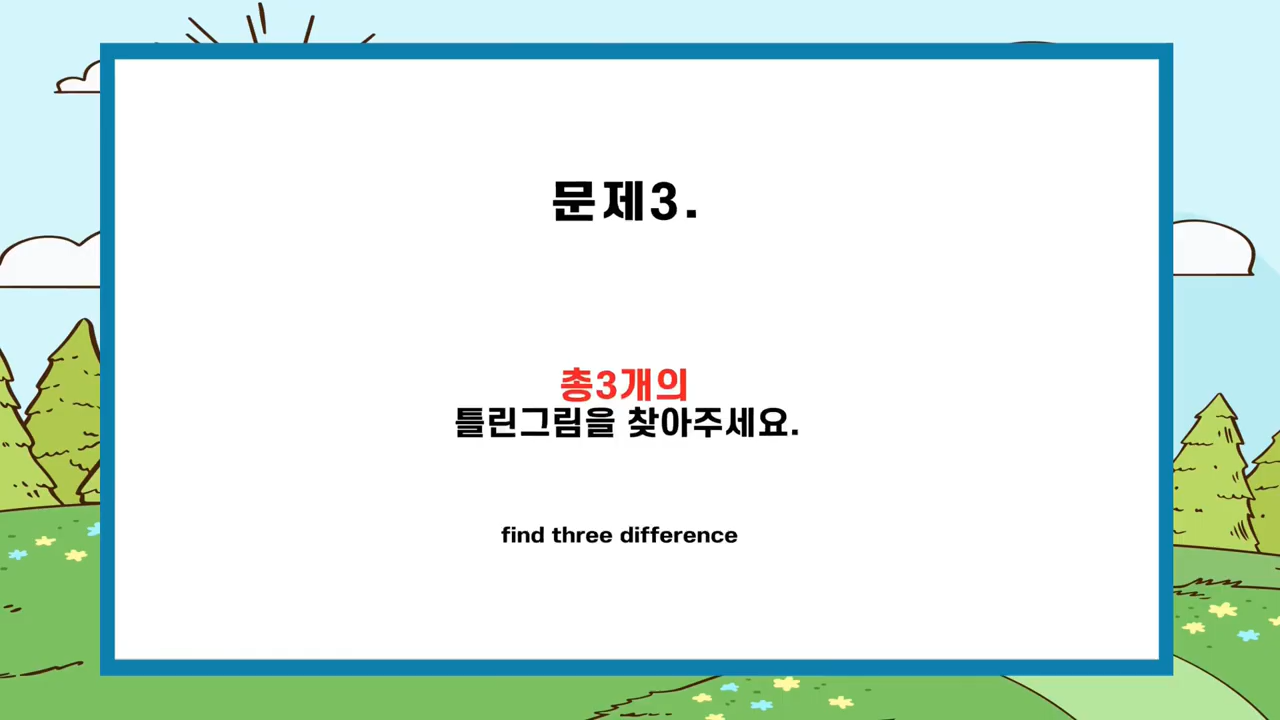 문제3.
총3개의
틀린그림을 찾아주세요.
find three difference